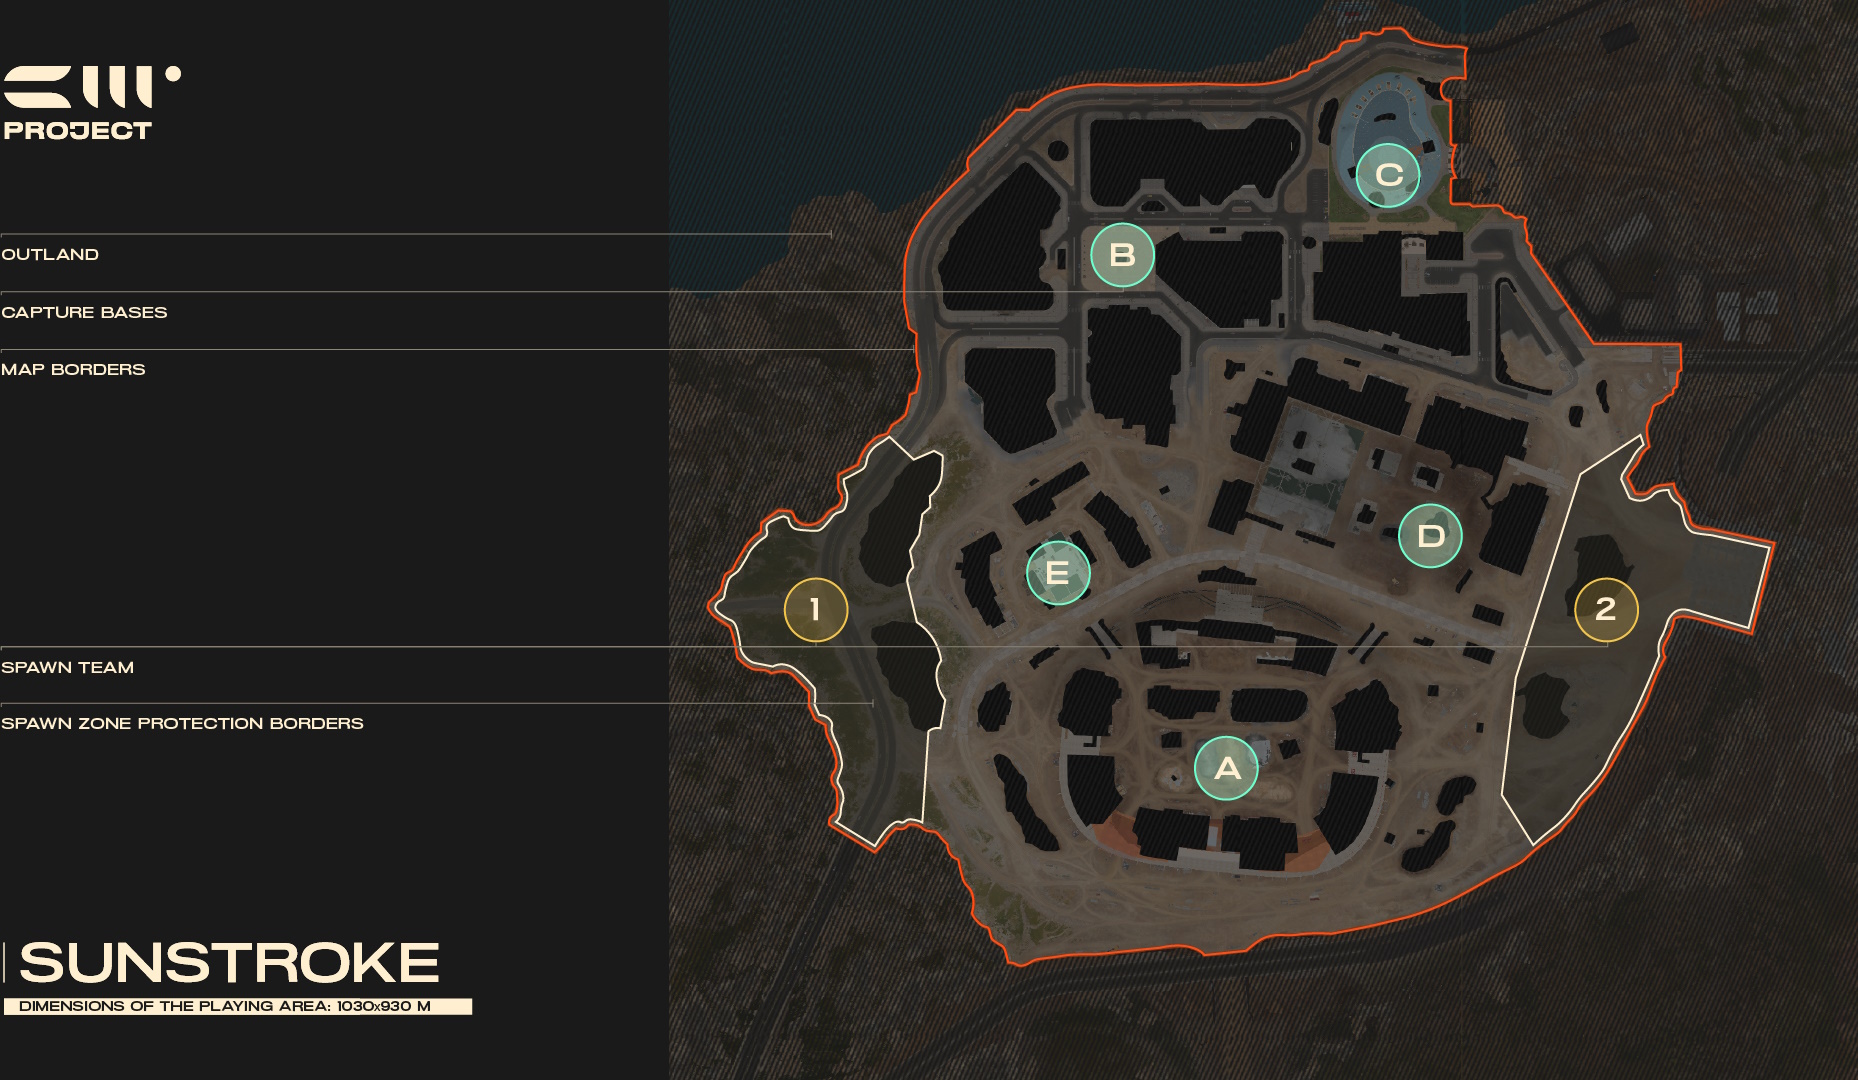 PROJECT
OUTLAND
CAPTURE BASES
MAP BORDERS
SPAWN TEAM
SPAWN ZONE PROTECTION BORDERS
SUNSTROKE
DIMENSIONS OF THE PLAYING AREA: 1030x930 M
C
B
D
E
1
2
A